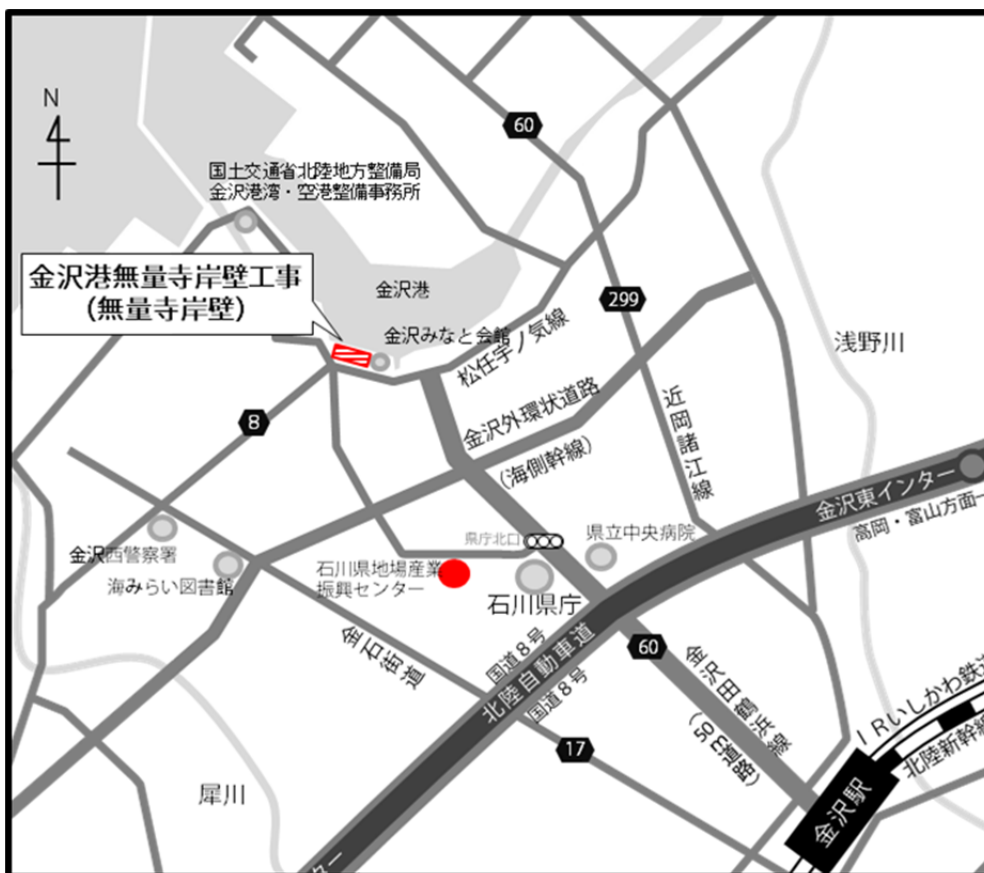 N
60
国土交通省北陸地方整備局
金沢港湾・空港整備事務所
金沢港無量寺岸壁工事
(無量寺岸壁)
金沢港
金沢みなと会館
299
松任宇ノ気線
浅野川
8
金沢外環状道路
(海側幹線)
近岡諸江線
金沢東インター
高岡・富山方面
県庁北口
県立中央病院
金沢西警察署
海みらい図書館
石川県地場産業
振興センター
石川県庁
金石街道
国道8号
北陸自動車道
国道8号
60
金沢田鶴浜線
(50m道路)
17
IRいしかわ鉄道
北陸新幹線
犀川
金沢駅
ター